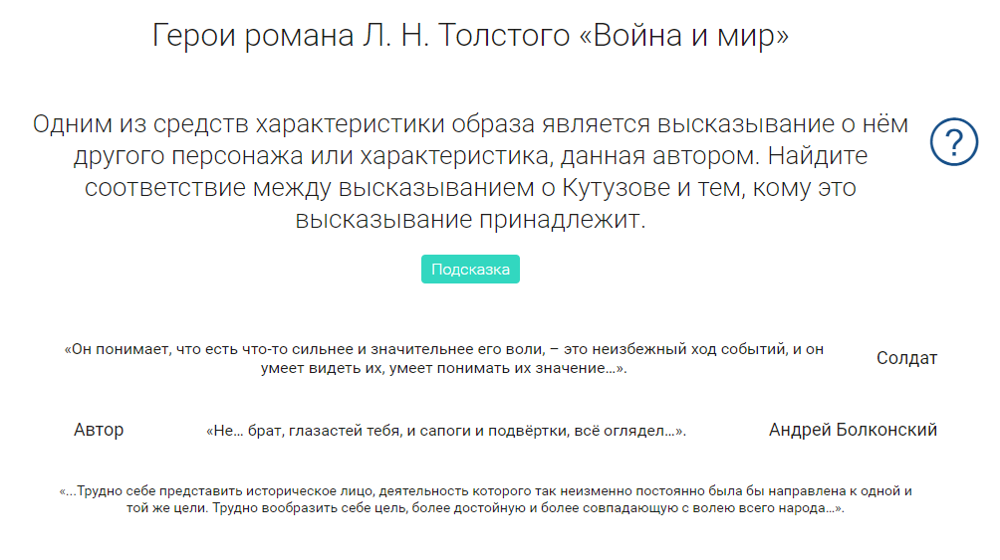 Герои романа Л. Н. Толстого «Война и мир»
Одним из средств характеристики образа является высказывание о нём
другого персонажа или характеристика, данная автором. Найдите
соответствие между высказыванием о Кутузове и тем, кому это
высказывание принадлежит.
?
Подсказка
«Он понимает, что есть что-то сильнее и значительнее его воли, – это неизбежный ход событий, и он
умеет видеть их, умеет понимать их значение…».
Солдат
Автор
«Не… брат, глазастей тебя, и сапоги и подвёртки, всё оглядел…».
Андрей Болконский
«...Трудно себе представить историческое лицо, деятельность которого так неизменно постоянно была бы направлена к одной и
той же цели. Трудно вообразить себе цель, более достойную и более совпадающую с волею всего народа…».